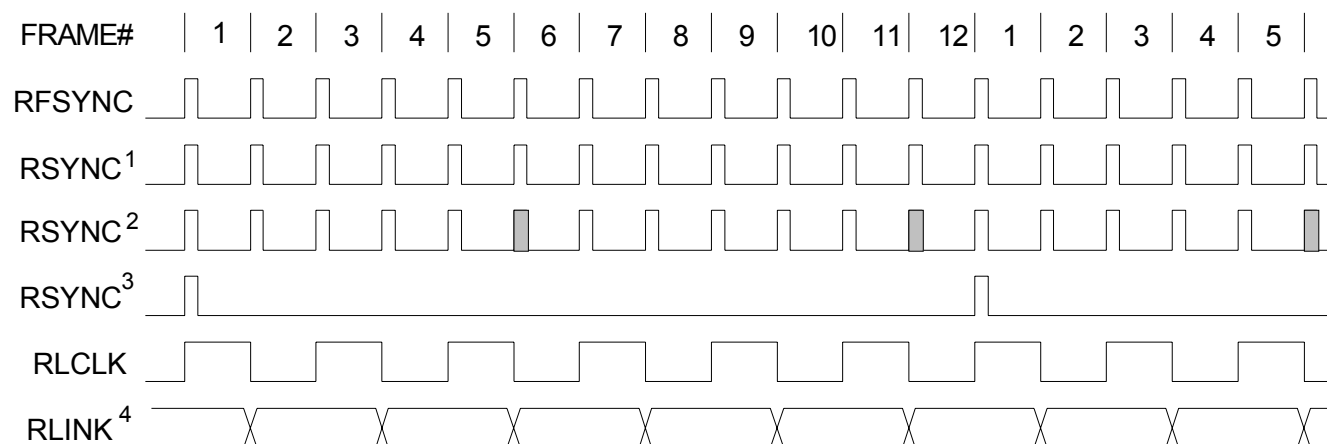 FRAME# 1 2 3 4 5 6 7 8 9 10 11 12 1 2 3 4 5
RFSYNC
RSYNC¹
RSYNC²
RSYNC³
RLCLK
RLINK⁴